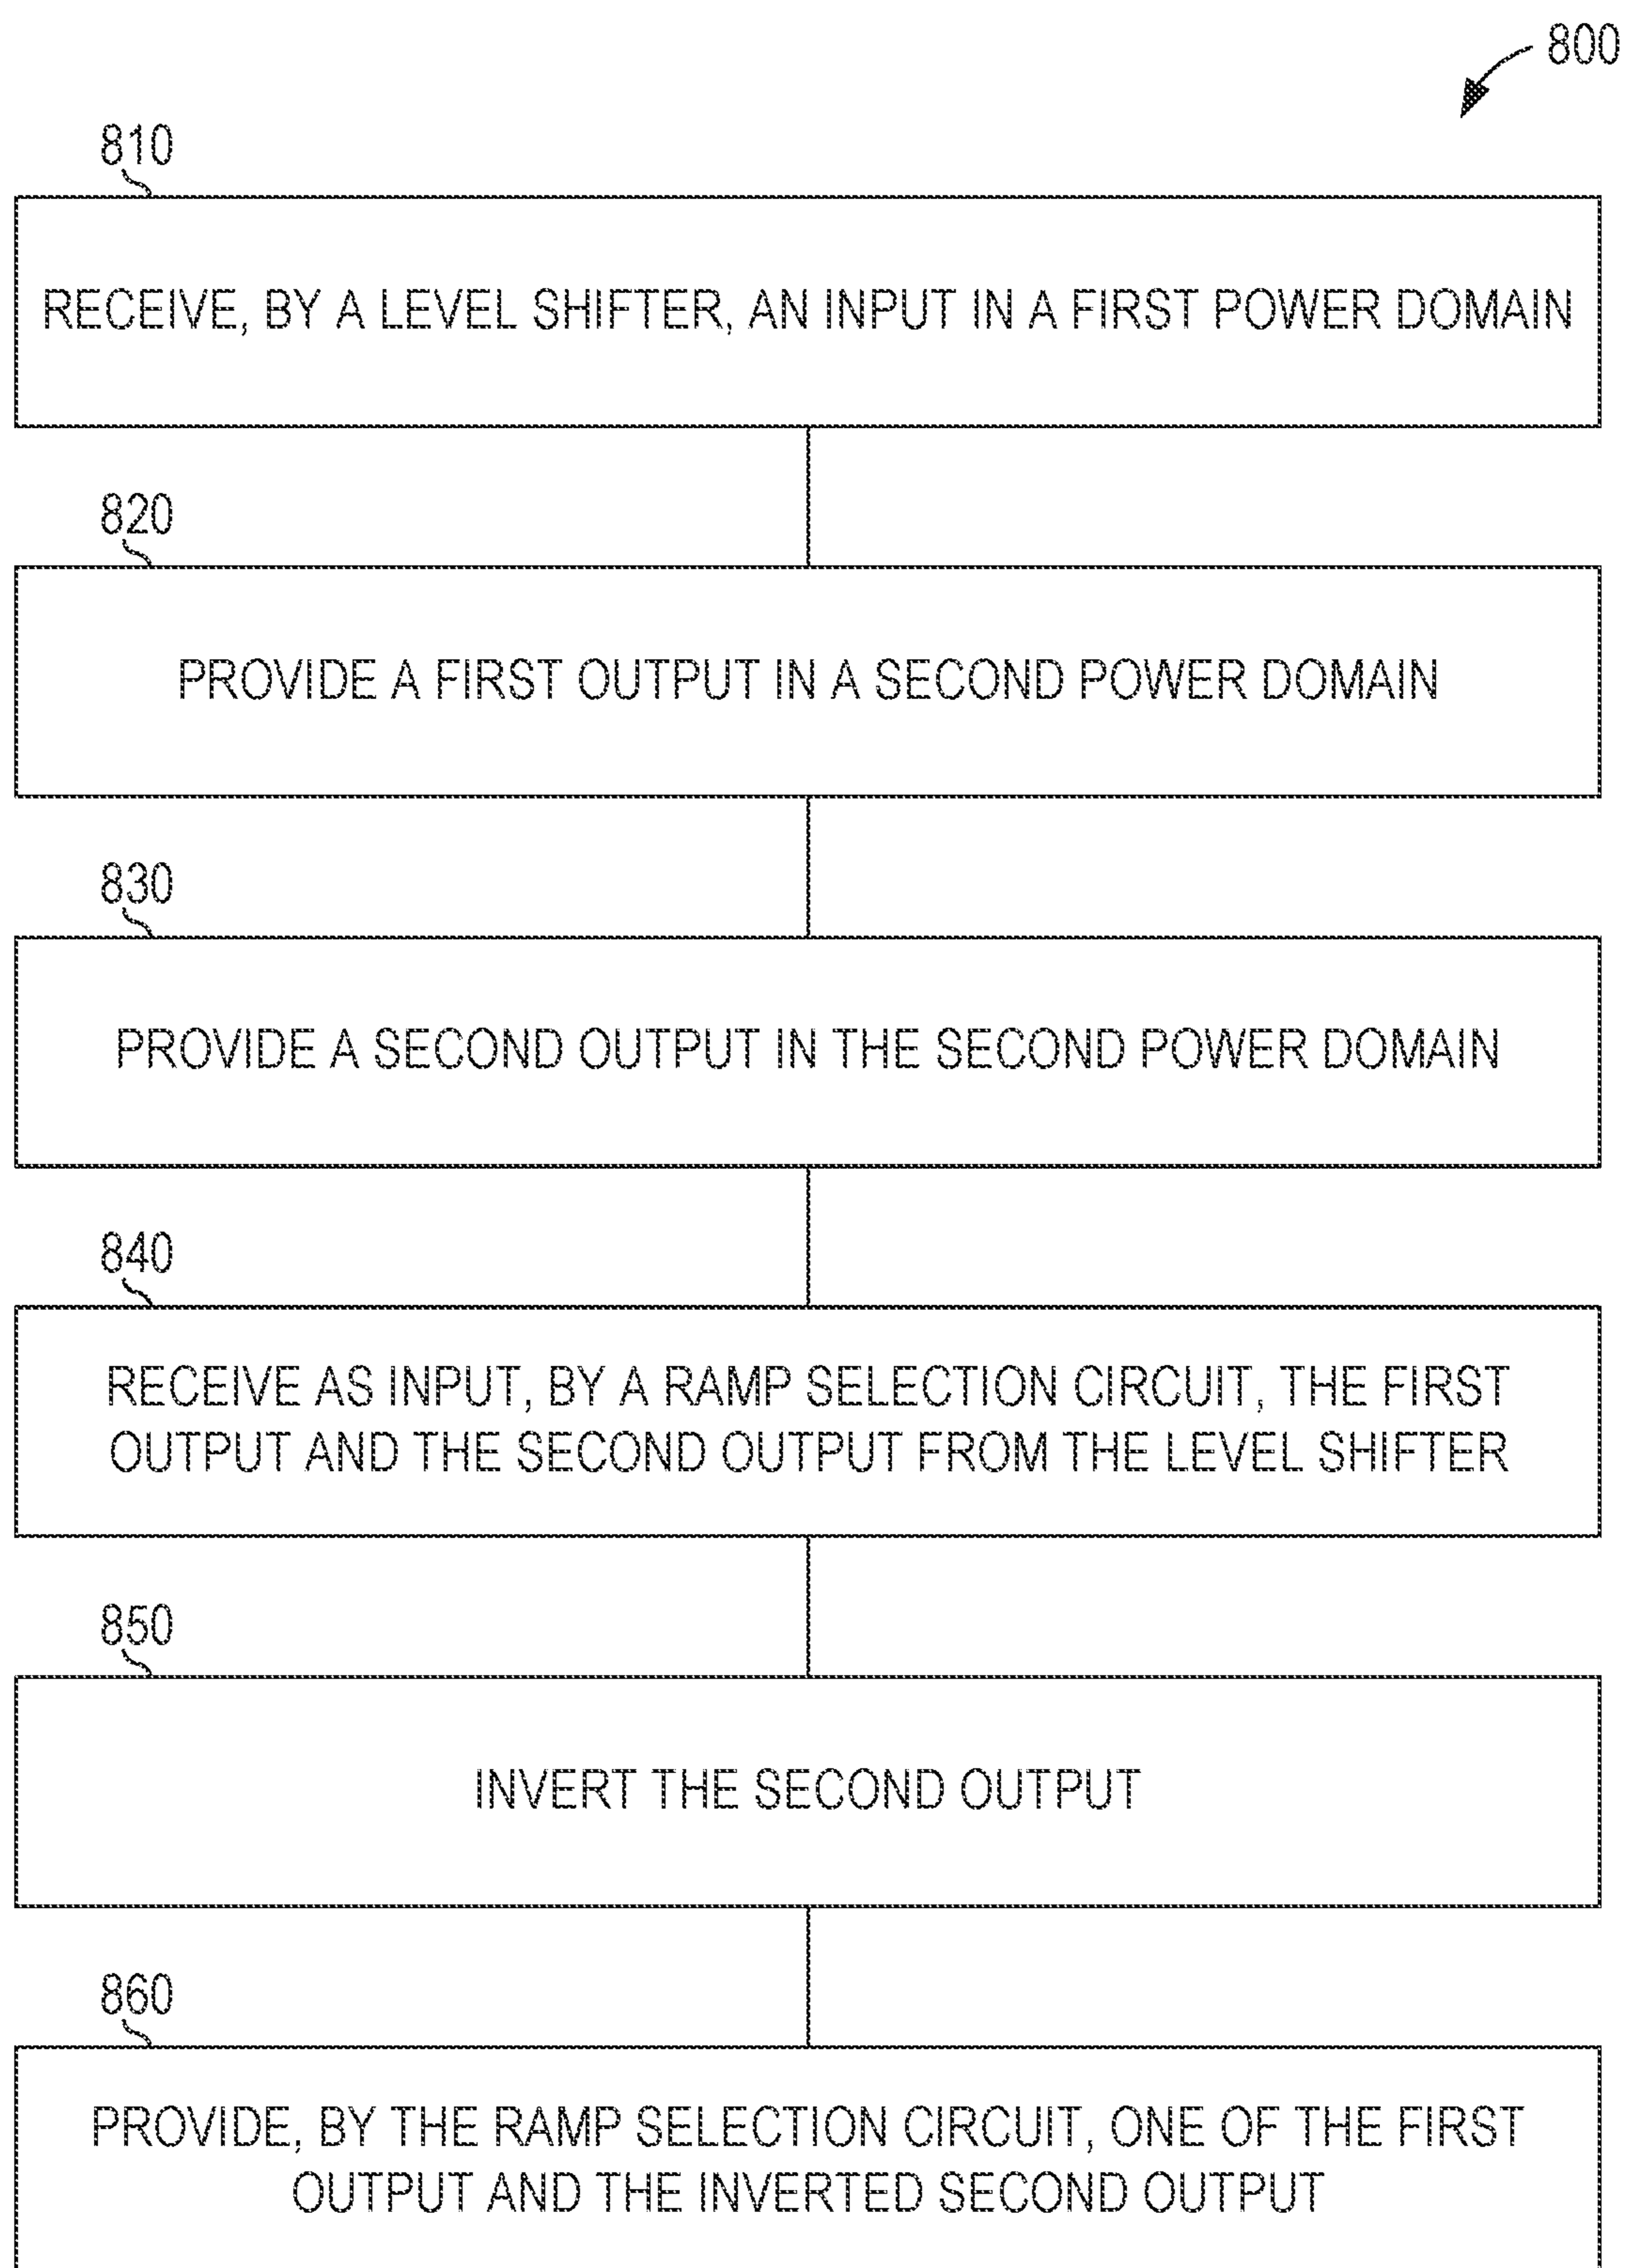 800
810
RECEIVE, BY A LEVEL SHIFTER, AN INPUT IN A FIRST POWER DOMAIN
820
PROVIDE A FIRST OUTPUT IN A SECOND POWER DOMAIN
830
PROVIDE A SECOND OUTPUT IN THE SECOND POWER DOMAIN
840
RECEIVE AS INPUT, BY A RAMP SELECTION CIRCUIT, THE FIRST
OUTPUT AND THE SECOND OUTPUT FROM THE LEVEL SHIFTER
850
INVERT THE SECOND OUTPUT
860
PROVIDE, BY THE RAMP SELECTION CIRCUIT, ONE OF THE FIRST
OUTPUT AND THE INVERTED SECOND OUTPUT